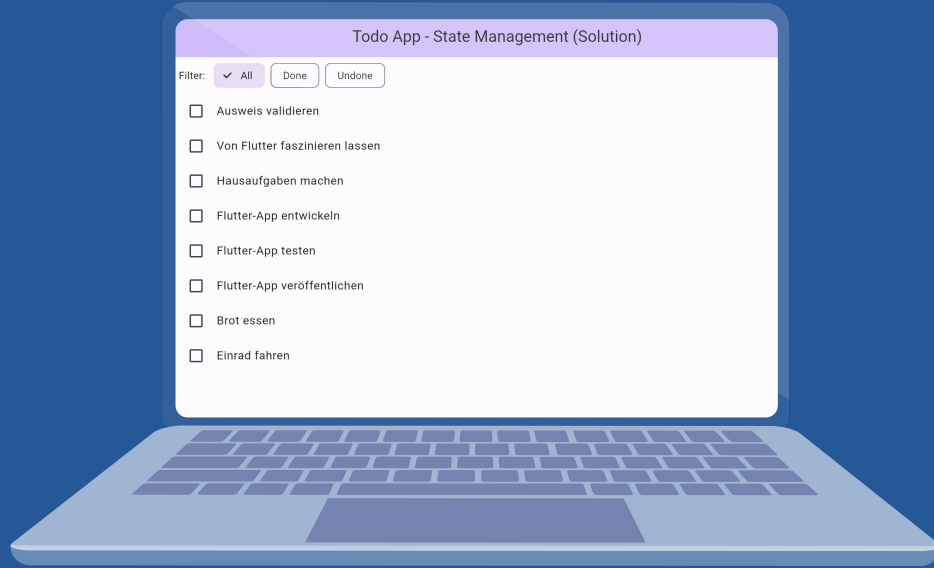 Todo App - State Management (Solution)
Filter: All Done Undone
Ausweis validieren
Von Flutter faszinieren lassen
Hausaufgaben machen
Flutter-App entwickeln
Flutter-App testen
Flutter-App veröffentlichen
Brot essen
Einrad fahren